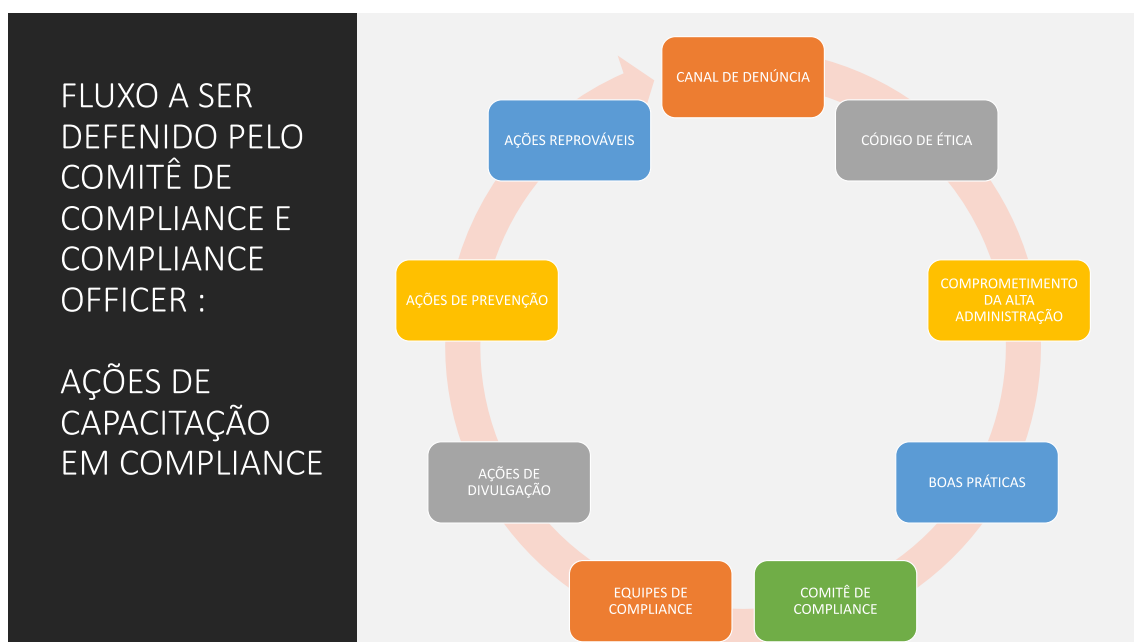 FLUXO A SER
DEFENIDO PELO
COMITÊ DE
COMPLIANCE E
COMPLIANCE
OFFICER :
AÇÕES DE
CAPACITAÇÃO
EM COMPLIANCE
CANAL DE DENÚNCIA
CÓDIGO DE ÉTICA
COMPROMETIMENTO
DA ALTA
ADMINISTRAÇÃO
BOAS PRÁTICAS
COMITÊ DE
COMPLIANCE
EQUIPES DE
COMPLIANCE
AÇÕES DE
DIVULGAÇÃO
AÇÕES DE PREVENÇÃO
AÇÕES REPROVÁVEIS